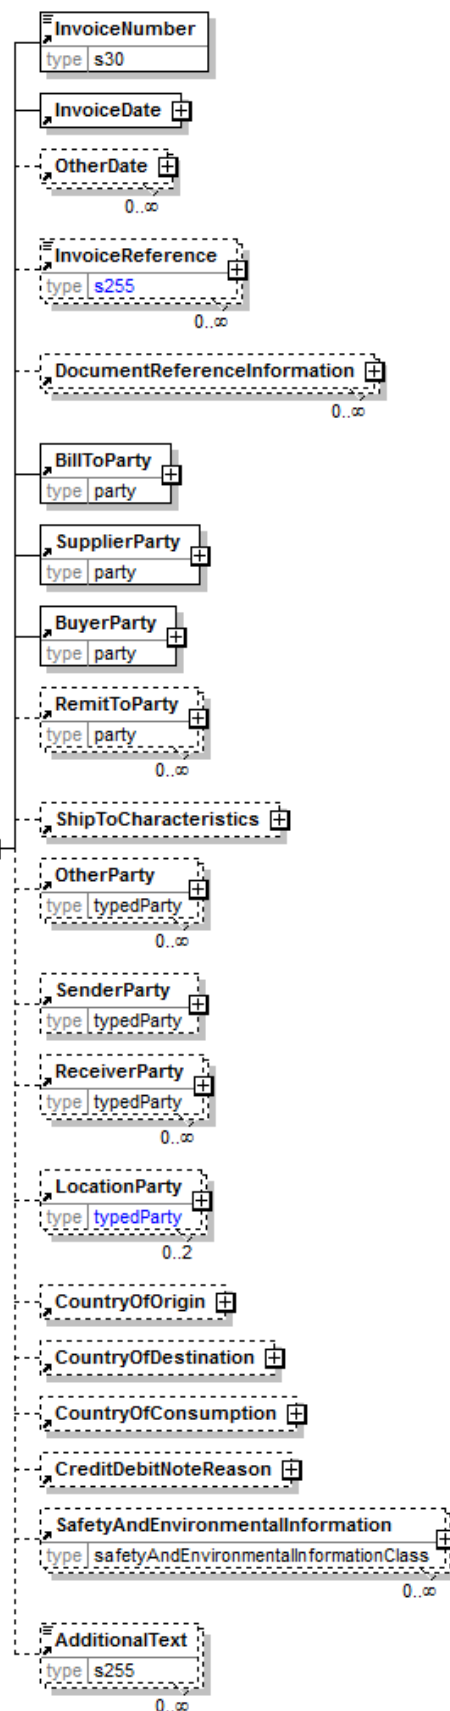 InvoiceNumber
type s30
InvoiceDate
OtherDate
0..∞
InvoiceReference
type s255
0..∞
DocumentReferenceInformation
0..∞
BillToParty
type party
SupplierParty
type party
BuyerParty
type party
RemitToParty
type party
0..∞
ShipToCharacteristics
OtherParty
type typedParty
0..∞
SenderParty
type typedParty
ReceiverParty
type typedParty
0..∞
LocationParty
type typedParty
0..2
CountryOfOrigin
CountryOfDestination
CountryOfConsumption
CreditDebitNoteReason
SafetyAndEnvironmentalInformation
type safetyAndEnvironmentalInformationClass
0..∞
AdditionalText
type s255
0..∞